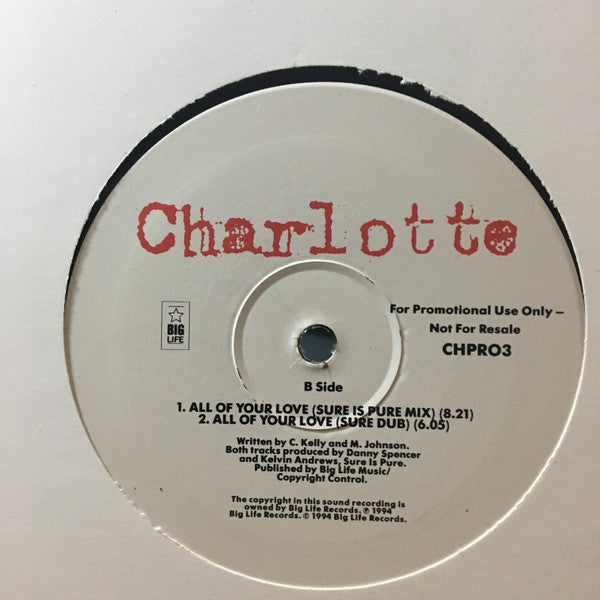 Charlotte
BIG
LIFE
For Promotional Use Only –
Not For Resale
CHPRO3
B Side
1. ALL OF YOUR LOVE (SURE IS PURE MIX) (8.21)
2. ALL OF YOUR LOVE (SURE DUB) (6.05)
Written by C. Kelly and M. Johnson.
Both tracks produced by Danny Spencer
and Kelvin Andrews, Sure Is Pure.
Published by Big Life Music/
Copyright Control.
The copyright in this sound recording is
owned by Big Life Records. ℗ 1994
Big Life Records. © 1994 Big Life Records.